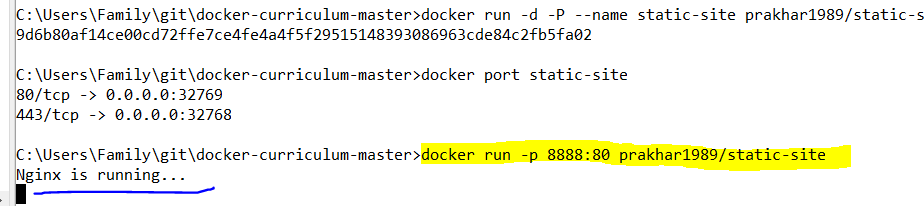 C:\Users\Family\git\docker-curriculum-master>docker run -d -P --name static-site prakhar1989/static-s
9d6b80af14ce00cd72ffe7ce4fe4a4f5f29515148393086963cde84c2fb5fa02
C:\Users\Family\git\docker-curriculum-master>docker port static-site
80/tcp -> 0.0.0.0:32769
443/tcp -> 0.0.0.0:32768
C:\Users\Family\git\docker-curriculum-master>docker run -p 8888:80 prakhar1989/static-site
Nginx is running...